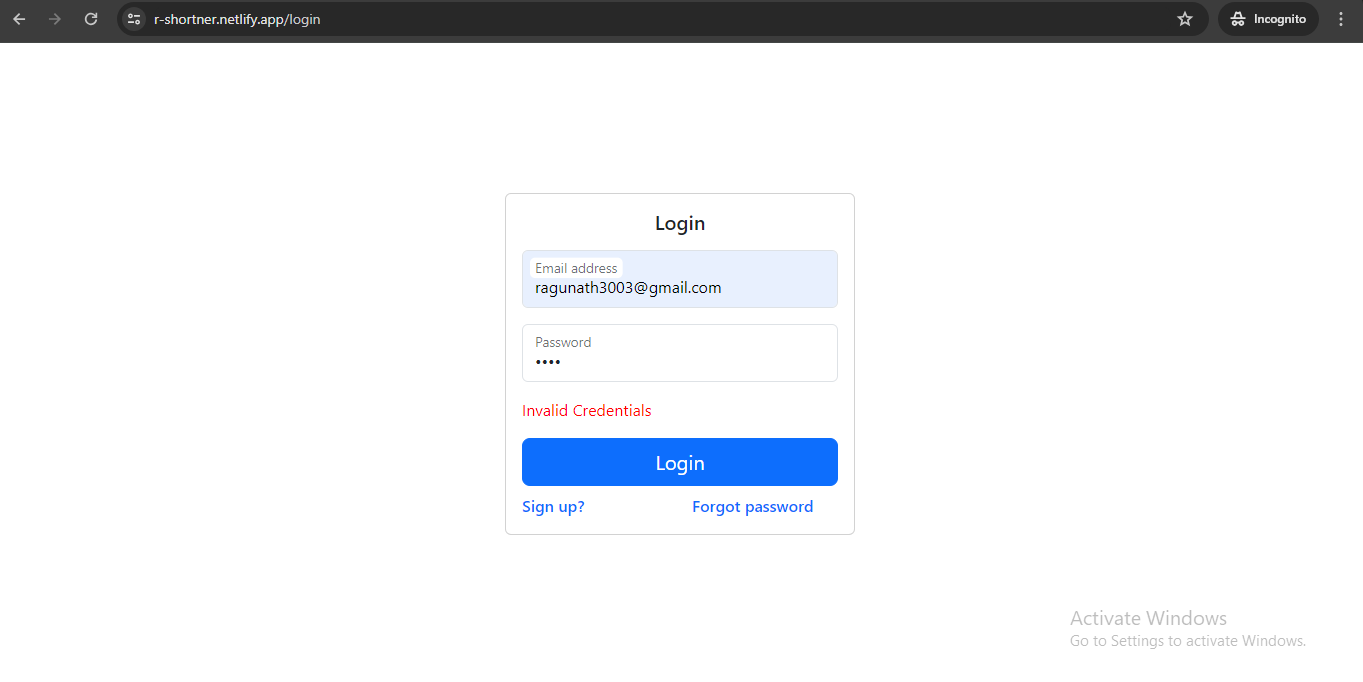 r-shortner.netlify.app/login
Incognito
Login
Email address
ragunath3003@gmail.com
Password
••••
Invalid Credentials
Login
Sign up?
Forgot password
Activate Windows
Go to Settings to activate Windows.